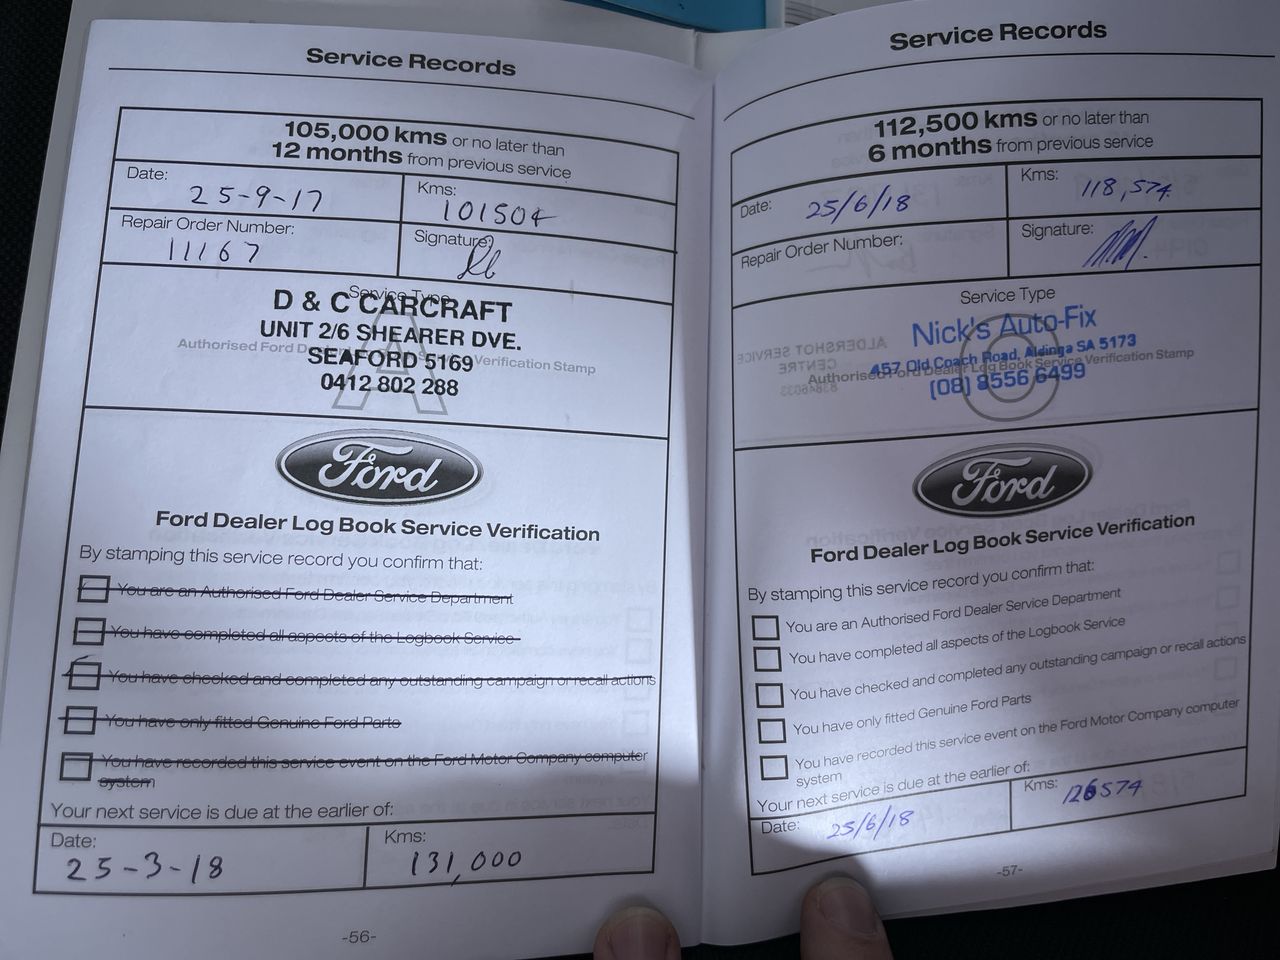 Service Records
105,000 kms or no later than
12 months from previous service
Date: 25-9-17
Kms: 101504
Repair Order Number: 11167
Signature:
Service Type
A
Authorised Ford Dealer Log Book Service Verification Stamp
D & C CARCRAFT
UNIT 2/6 SHEARER DVE.
SEAFORD 5169
0412 802 288
Ford
Ford Dealer Log Book Service Verification
By stamping this service record you confirm that:
You are an Authorised Ford Dealer Service Department
You have completed all aspects of the Logbook Service
You have checked and completed any outstanding campaign or recall actions
You have only fitted Genuine Ford Parts
You have recorded this service event on the Ford Motor Company computer
system
Your next service is due at the earlier of:
Date: 25-3-18
Kms: 131,000
-56-
Service Records
112,500 kms or no later than
6 months from previous service
Date: 25/6/18
Kms: 118,574
Repair Order Number:
Signature:
Service Type
Nick's Auto-Fix
457 Old Coach Road, Aldinga SA 5173
(08) 8556 6499
Authorised Ford Dealer Log Book Service Verification Stamp
Ford
Ford Dealer Log Book Service Verification
By stamping this service record you confirm that:
You are an Authorised Ford Dealer Service Department
You have completed all aspects of the Logbook Service
You have checked and completed any outstanding campaign or recall actions
You have only fitted Genuine Ford Parts
You have recorded this service event on the Ford Motor Company computer
system
Your next service is due at the earlier of:
Date: 25/6/18
Kms: 126574
-57-